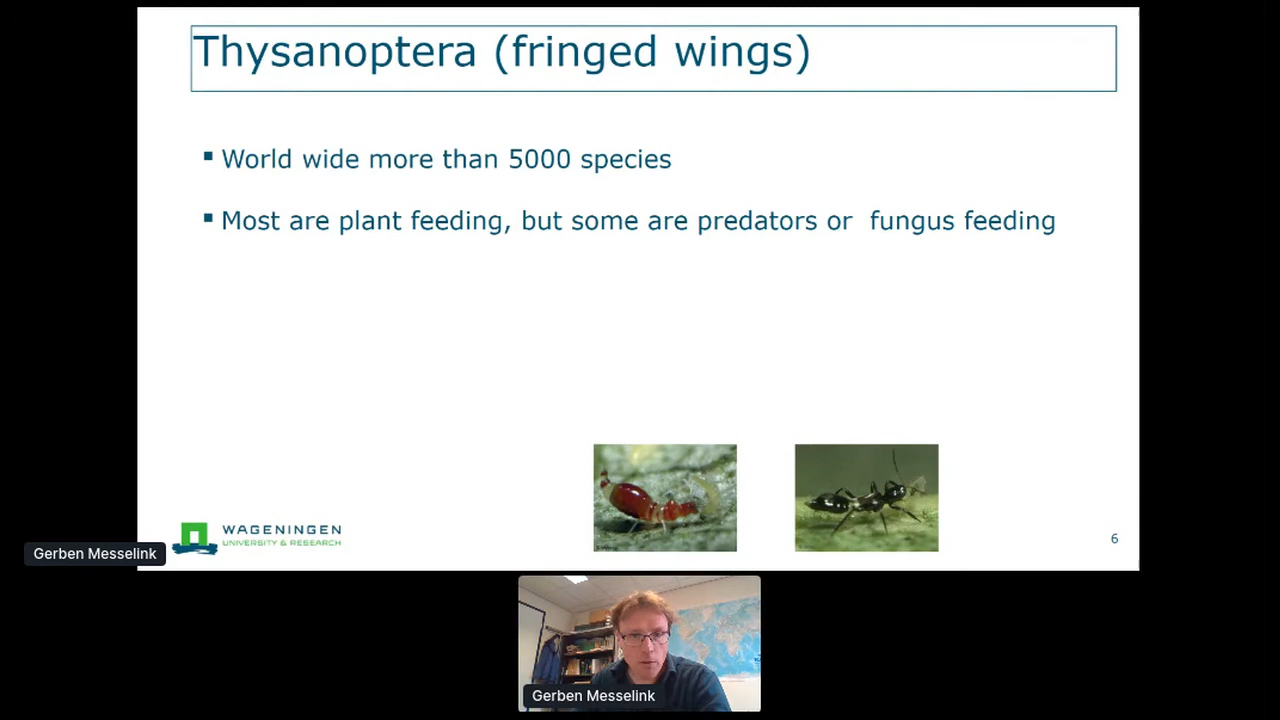 Thysanoptera (fringed wings)
▪ World wide more than 5000 species
▪ Most are plant feeding, but some are predators or  fungus feeding
WAGENINGEN
UNIVERSITY & RESEARCH
6
Gerben Messelink
Gerben Messelink